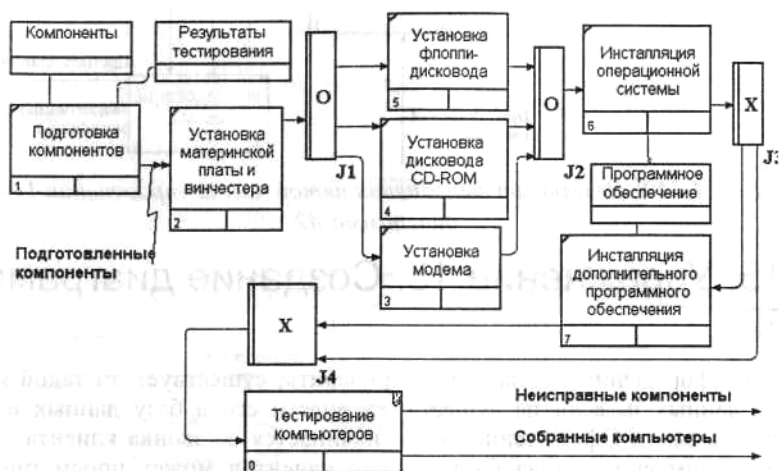 Компоненты
Результаты
тестирования
Подготовка
компонентов
1
Установка
материнской
платы и
винчестера
2
O
J1
Установка
флоппи-
дисковода
5
Установка
дисковода
CD-ROM
4
Установка
модема
3
O
J2
Инсталляция
операционной
системы
6
X
J3
Программное
обеспечение
Инсталляция
дополнительного
программного
обеспечения
7
Подготовленные
компоненты
X
J4
Тестирование
компьютеров
10
Неисправные компоненты
Собранные компьютеры